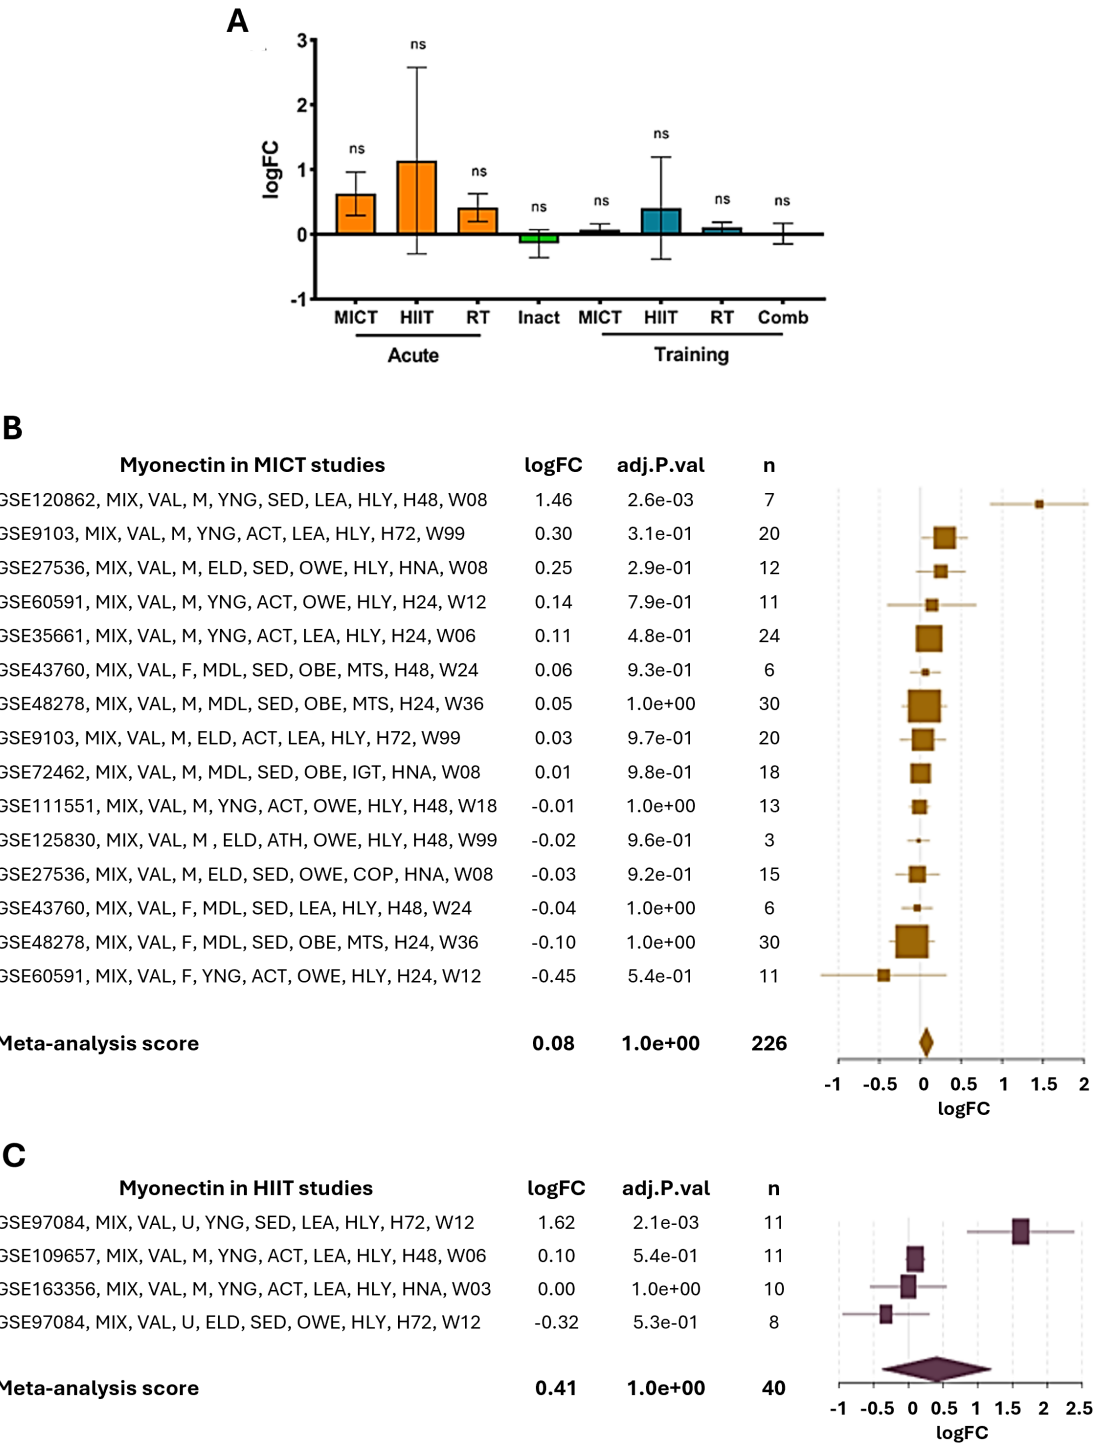 A
ns
ns
ns
ns
ns
ns
ns
ns
logFC
3
2
1
0
-1
MICT HIIT RT Inact MICT HIIT RT Comb
Acute Training
B
Myonectin in MICT studies logFC adj.P.val n
GSE120862, MIX, VAL, M, YNG, SED, LEA, HLY, H48, W08 1.46 2.6e-03 7
GSE9103, MIX, VAL, M, YNG, ACT, LEA, HLY, H72, W99 0.30 3.1e-01 20
GSE27536, MIX, VAL, M, ELD, SED, OWE, HLY, HNA, W08 0.25 2.9e-01 12
GSE60591, MIX, VAL, M, YNG, ACT, OWE, HLY, H24, W12 0.14 7.9e-01 11
GSE35661, MIX, VAL, M, YNG, ACT, LEA, HLY, H24, W06 0.11 4.8e-01 24
GSE43760, MIX, VAL, F, MDL, SED, OBE, MTS, H48, W24 0.06 9.3e-01 6
GSE48278, MIX, VAL, M, MDL, SED, OBE, MTS, H24, W36 0.05 1.0e+00 30
GSE9103, MIX, VAL, M, ELD, ACT, LEA, HLY, H72, W99 0.03 9.7e-01 20
GSE72462, MIX, VAL, M, MDL, SED, OBE, IGT, HNA, W08 0.01 9.8e-01 18
GSE111551, MIX, VAL, M, YNG, ACT, OWE, HLY, H48, W18 -0.01 1.0e+00 13
GSE125830, MIX, VAL, M , ELD, ATH, OWE, HLY, H48, W99 -0.02 9.6e-01 3
GSE27536, MIX, VAL, M, ELD, SED, OWE, COP, HNA, W08 -0.03 9.2e-01 15
GSE43760, MIX, VAL, F, MDL, SED, LEA, HLY, H48, W24 -0.04 1.0e+00 6
GSE48278, MIX, VAL, F, MDL, SED, OBE, MTS, H24, W36 -0.10 1.0e+00 30
GSE60591, MIX, VAL, F, YNG, ACT, OWE, HLY, H24, W12 -0.45 5.4e-01 11
Meta-analysis score 0.08 1.0e+00 226
-1 -0.5 0 0.5 1 1.5 2
logFC
C
Myonectin in HIIT studies logFC adj.P.val n
GSE97084, MIX, VAL, U, YNG, SED, LEA, HLY, H72, W12 1.62 2.1e-03 11
GSE109657, MIX, VAL, M, YNG, ACT, LEA, HLY, H48, W06 0.10 5.4e-01 11
GSE163356, MIX, VAL, M, YNG, ACT, LEA, HLY, HNA, W03 0.00 1.0e+00 10
GSE97084, MIX, VAL, U, ELD, SED, OWE, HLY, H72, W12 -0.32 5.3e-01 8
Meta-analysis score 0.41 1.0e+00 40
-1 -0.5 0 0.5 1 1.5 2 2.5
logFC